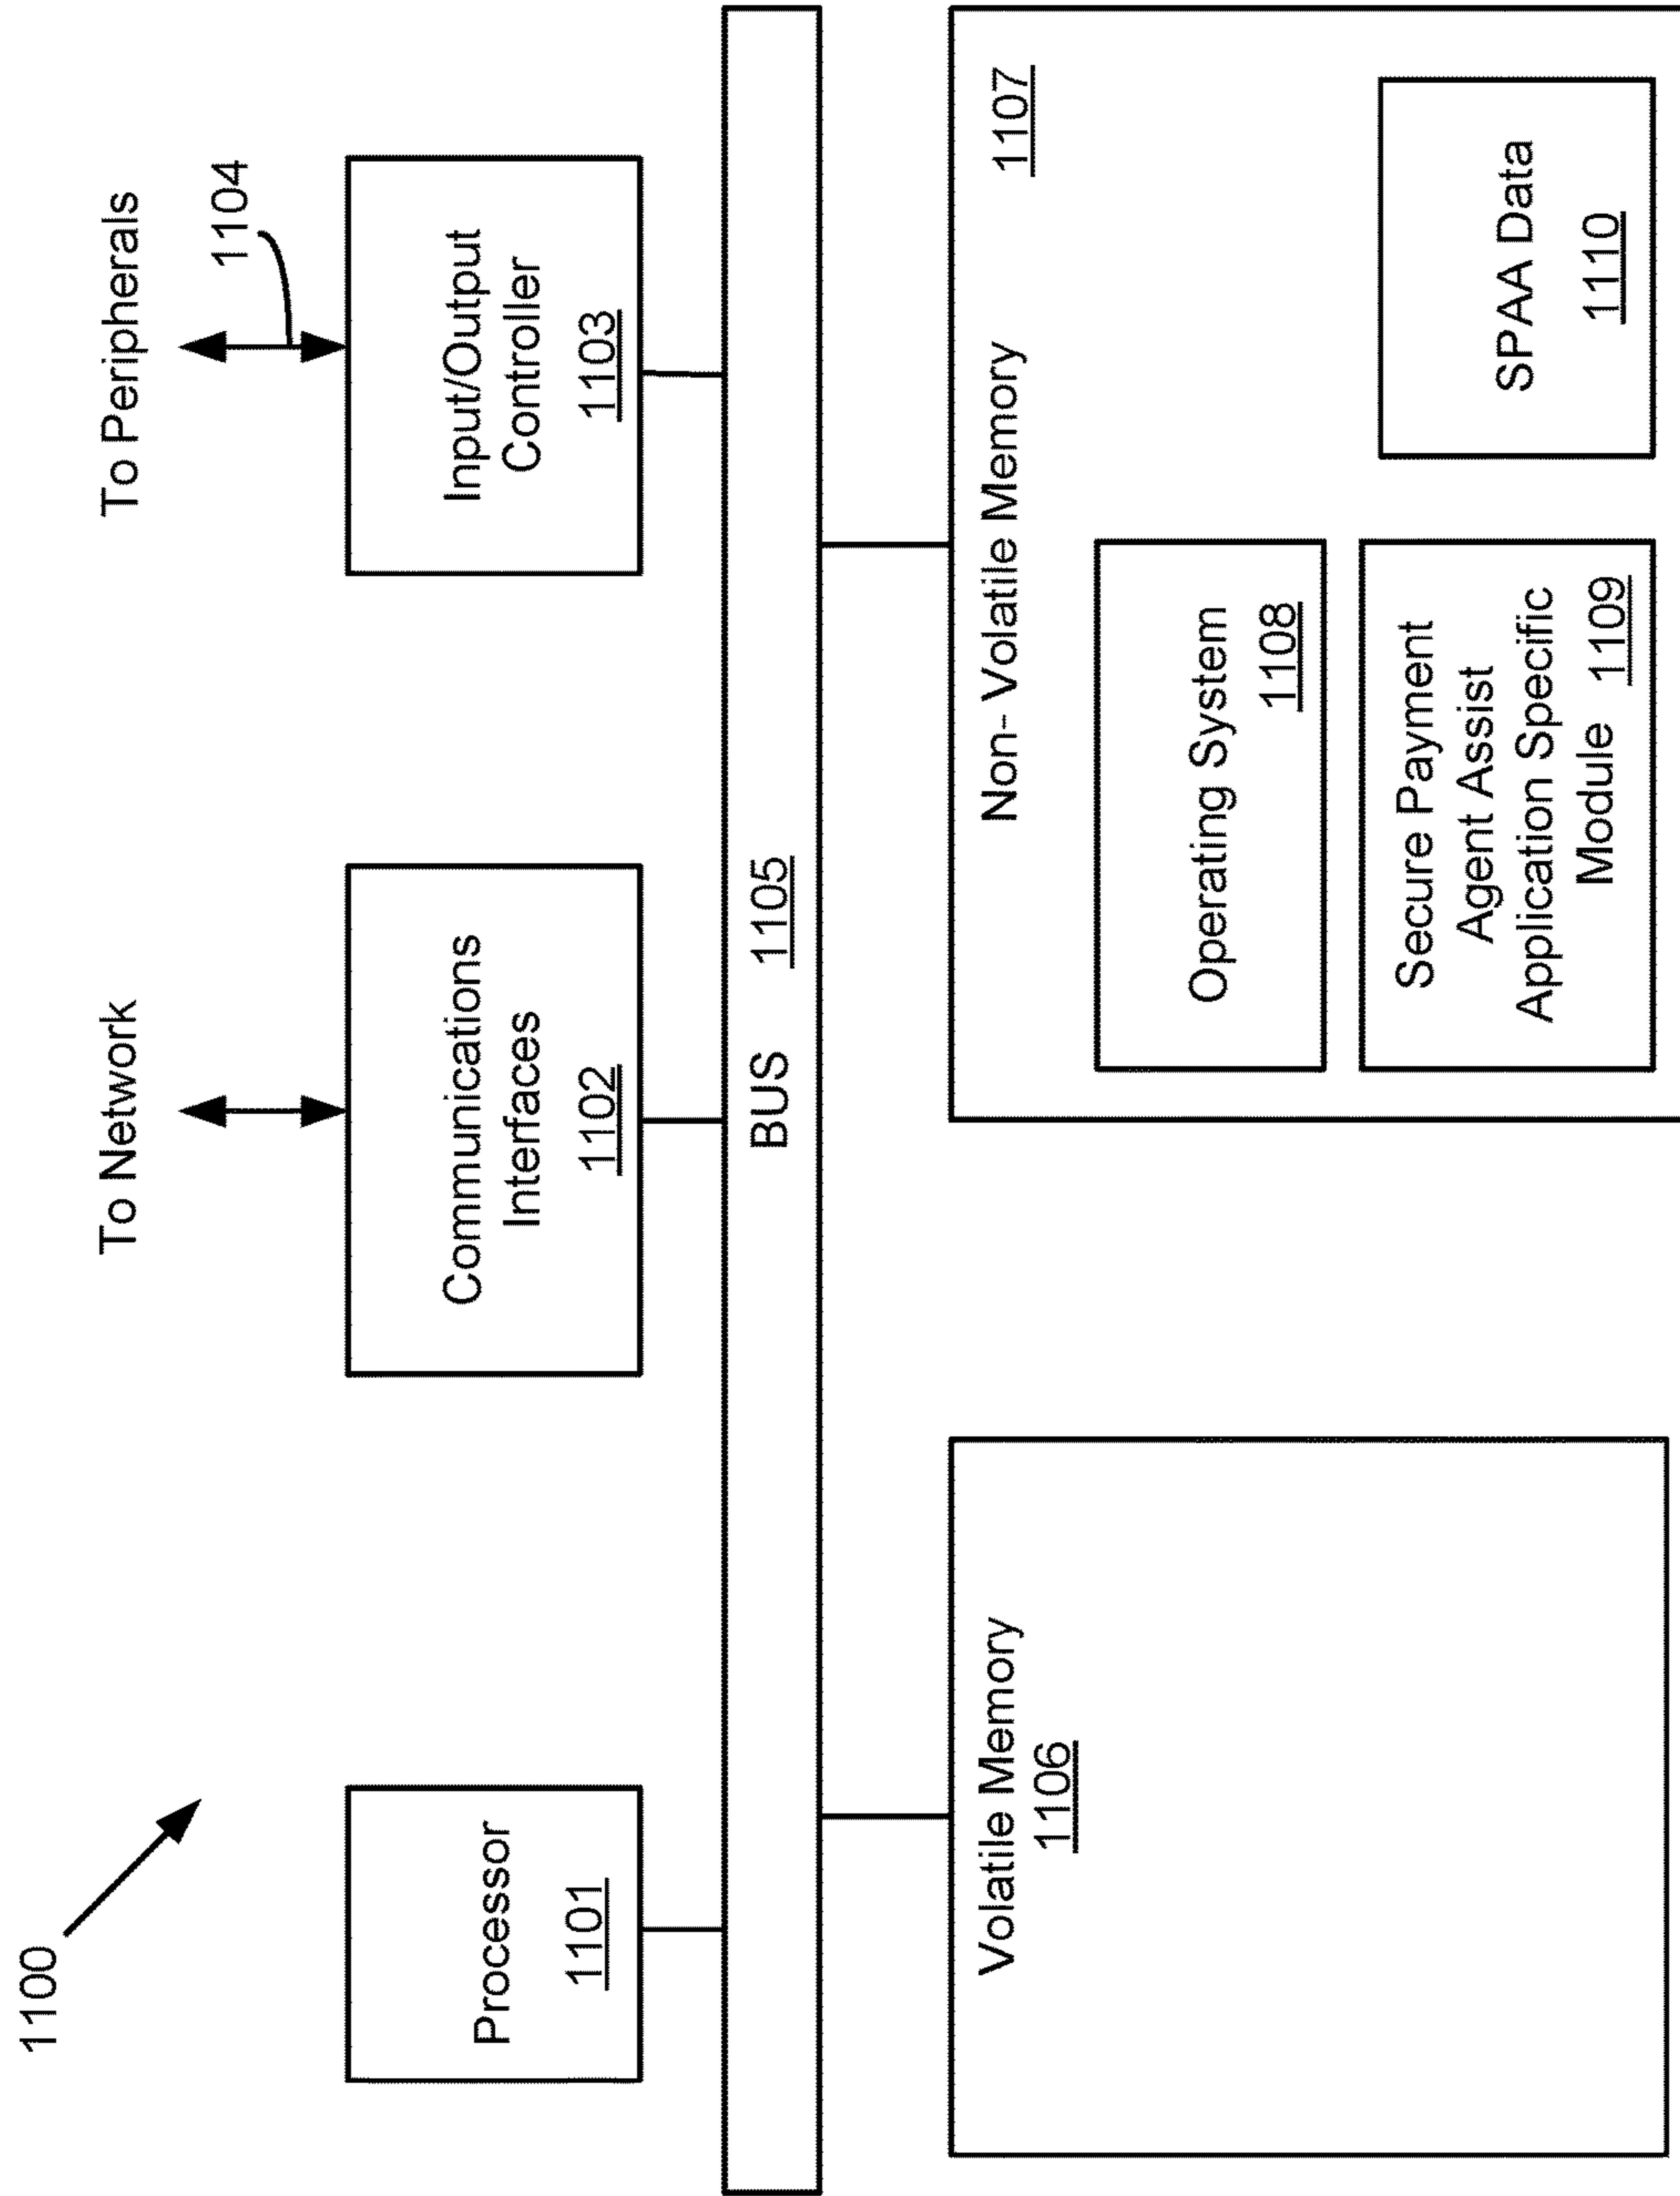 1100
To Network
To Peripherals
1104
Processor
1101
Communications
Interfaces
1102
Input/Output
Controller
1103
BUS 1105
Volatile Memory
1106
Non- Volatile Memory 1107
Operating System
1108
Secure Payment
Agent Assist
Application Specific
Module 1109
SPAA Data
1110